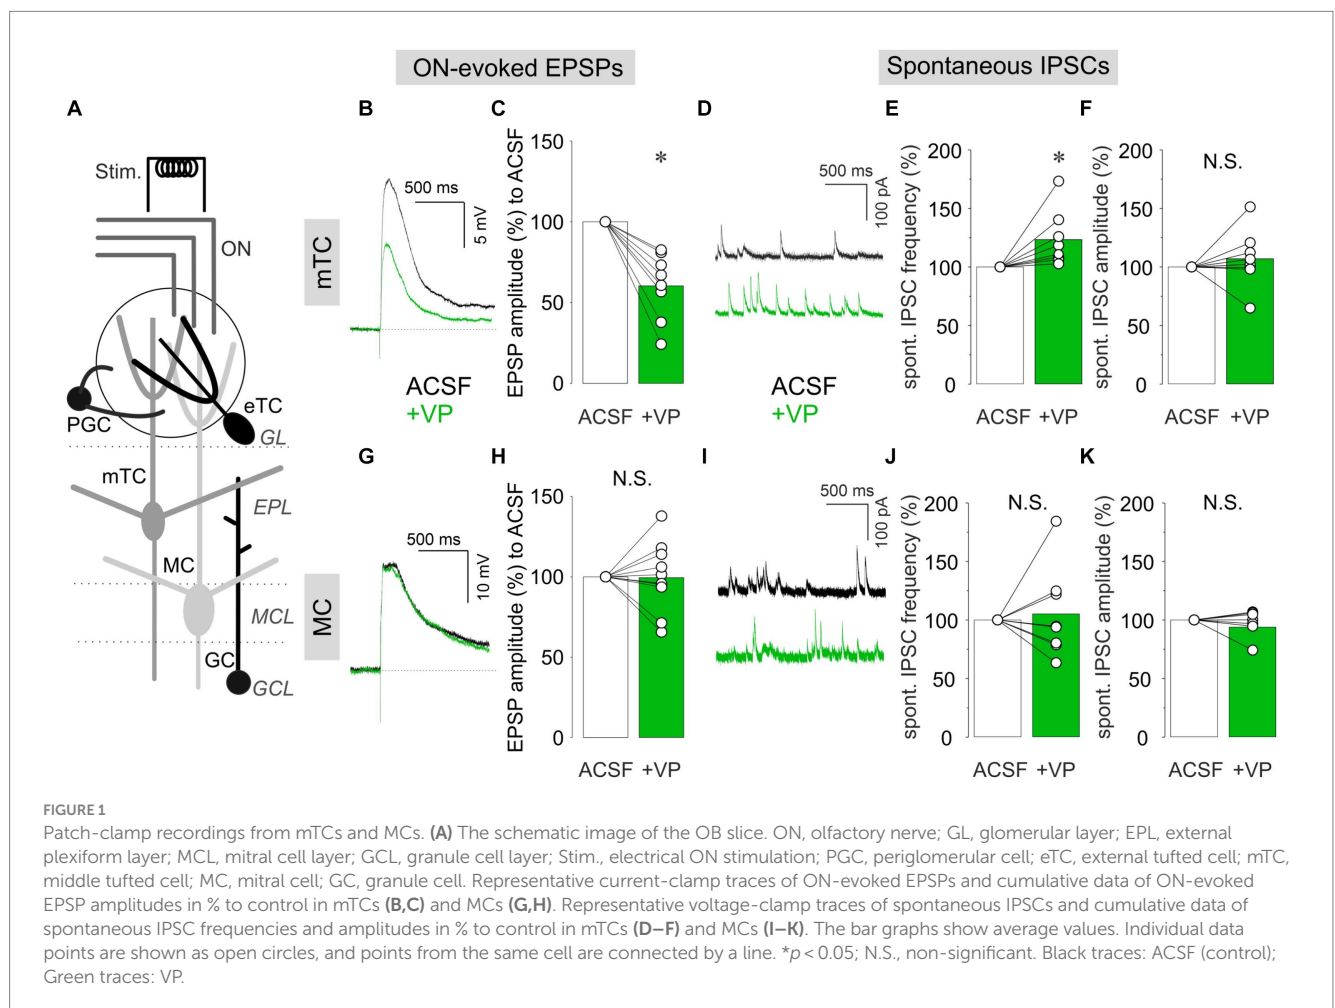 ON-evoked EPSPs
Spontaneous IPSCs
A
Stim.
ON
PGC
eTC
GL
mTC
EPL
MC
MCL
GC
GCL
mTC
B
500 ms
5 mV
ACSF
+VP
C
EPSP amplitude (%) to ACSF
150
100
50
0
*
ACSF +VP
D
500 ms
100 pA
ACSF
+VP
E
spont. IPSC frequency (%)
200
150
100
50
0
*
ACSF +VP
F
spont. IPSC amplitude (%)
200
150
100
50
0
N.S.
ACSF +VP
MC
G
500 ms
10 mV
H
EPSP amplitude (%) to ACSF
150
100
50
0
N.S.
ACSF +VP
I
500 ms
100 pA
J
spont. IPSC frequency (%)
200
150
100
50
0
N.S.
ACSF +VP
K
spont. IPSC amplitude (%)
200
150
100
50
0
N.S.
ACSF +VP
FIGURE 1
Patch-clamp recordings from mTCs and MCs. (A) The schematic image of the OB slice. ON, olfactory nerve; GL, glomerular layer; EPL, external
plexiform layer; MCL, mitral cell layer; GCL, granule cell layer; Stim., electrical ON stimulation; PGC, periglomerular cell; eTC, external tufted cell; mTC,
middle tufted cell; MC, mitral cell; GC, granule cell. Representative current-clamp traces of ON-evoked EPSPs and cumulative data of ON-evoked
EPSP amplitudes in % to control in mTCs (B,C) and MCs (G,H). Representative voltage-clamp traces of spontaneous IPSCs and cumulative data of
spontaneous IPSC frequencies and amplitudes in % to control in mTCs (D–F) and MCs (I–K). The bar graphs show average values. Individual data
points are shown as open circles, and points from the same cell are connected by a line. *p < 0.05; N.S., non-significant. Black traces: ACSF (control);
Green traces: VP.